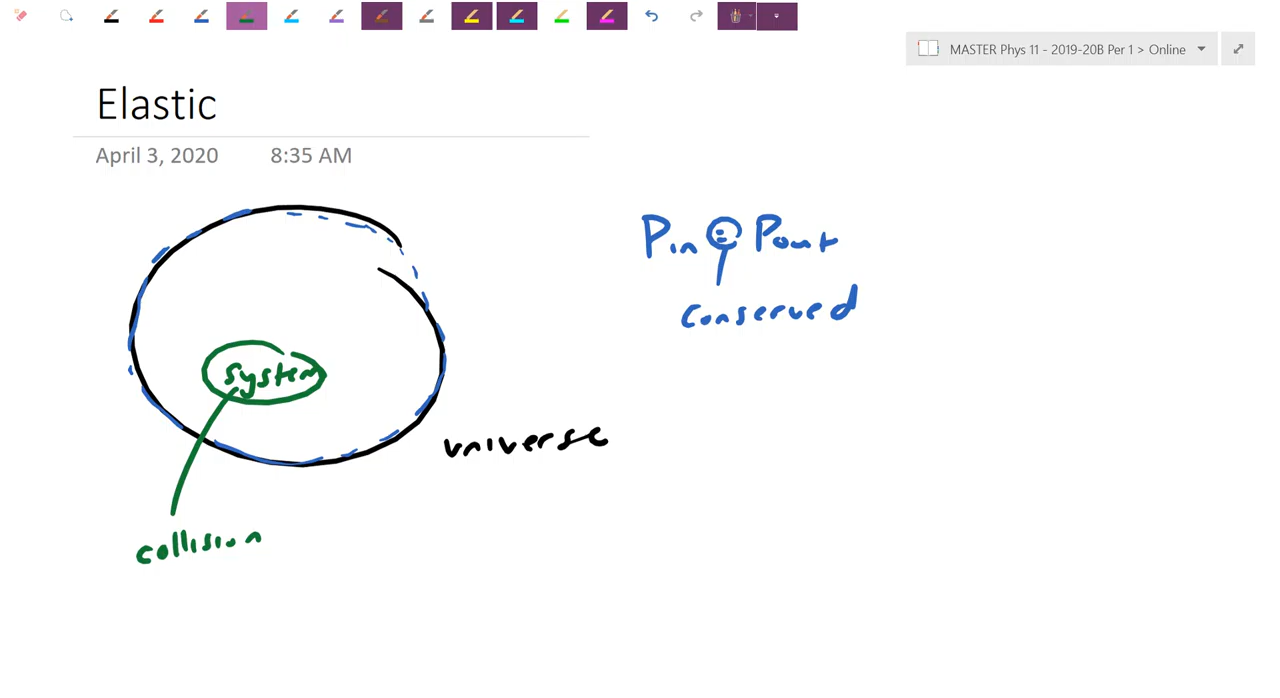 MASTER Phys 11 - 2019-20B Per 1 > Online
Elastic
April 3, 2020 8:35 AM
Pin = Pout
conserved
system
universe
collision